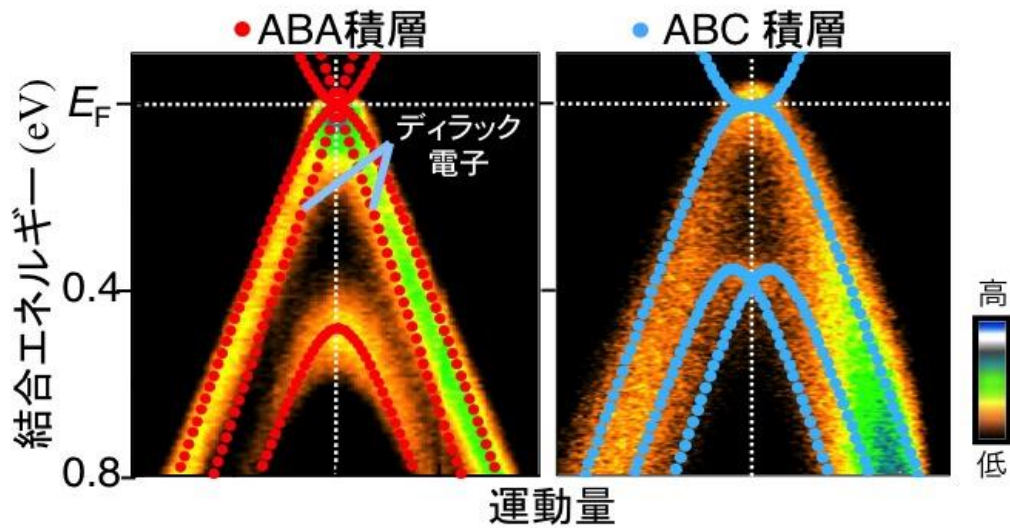 ABA積層
ABC 積層
結合エネルギー (eV)
EF
0.4
0.8
ディラック
電子
運動量
高
低